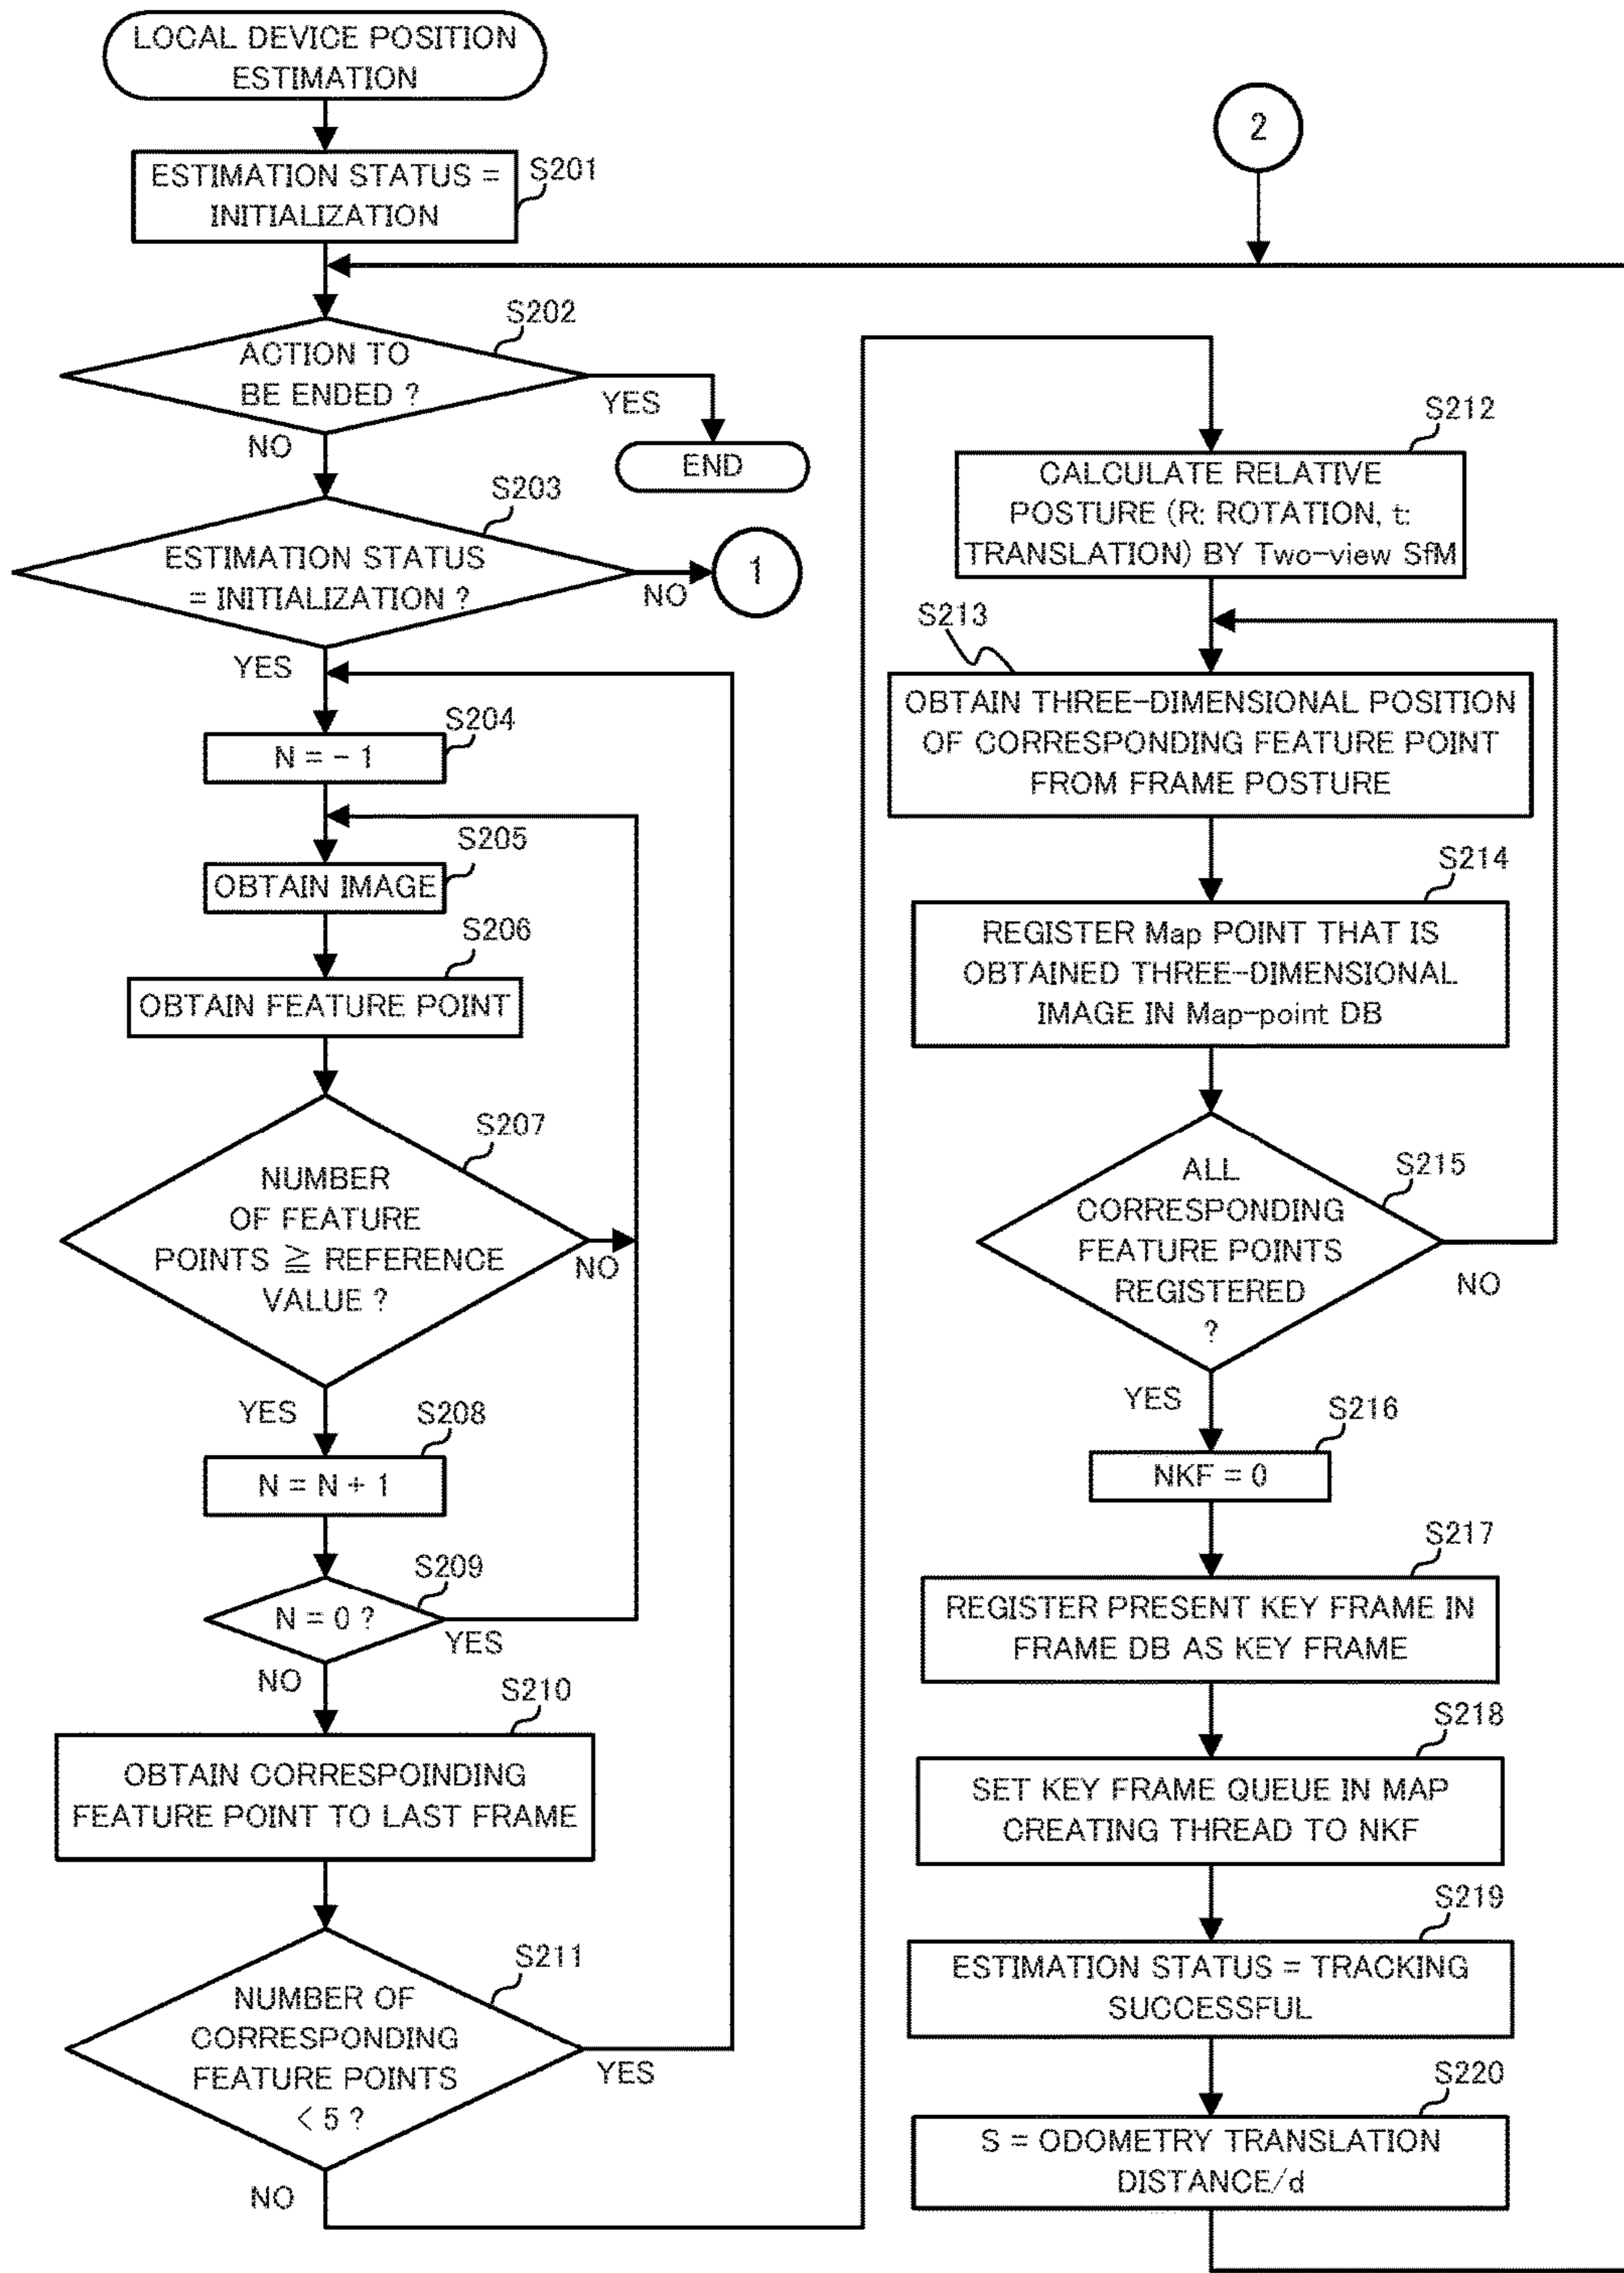 LOCAL DEVICE POSITION
ESTIMATION
ESTIMATION STATUS =
INITIALIZATION
S201
ACTION TO
BE ENDED ?
S202
YES
NO
END
ESTIMATION STATUS
= INITIALIZATION ?
S203
NO
1
YES
N = - 1
S204
OBTAIN IMAGE
S205
OBTAIN FEATURE POINT
S206
NUMBER
OF FEATURE
POINTS ≧ REFERENCE
VALUE ?
S207
NO
YES
N = N + 1
S208
N = 0 ?
S209
YES
NO
OBTAIN CORRESPOINDING
FEATURE POINT TO LAST FRAME
S210
NUMBER OF
CORRESPONDING
FEATURE POINTS
< 5 ?
S211
YES
NO
2
CALCULATE RELATIVE
POSTURE (R: ROTATION, t:
TRANSLATION) BY Two-view SfM
S212
OBTAIN THREE-DIMENSIONAL POSITION
OF CORRESPONDING FEATURE POINT
FROM FRAME POSTURE
S213
REGISTER Map POINT THAT IS
OBTAINED THREE-DIMENSIONAL
IMAGE IN Map-point DB
S214
ALL
CORRESPONDING
FEATURE POINTS
REGISTERED
?
S215
NO
YES
NKF = 0
S216
REGISTER PRESENT KEY FRAME IN
FRAME DB AS KEY FRAME
S217
SET KEY FRAME QUEUE IN MAP
CREATING THREAD TO NKF
S218
ESTIMATION STATUS = TRACKING
SUCCESSFUL
S219
S = ODOMETRY TRANSLATION
DISTANCE/d
S220